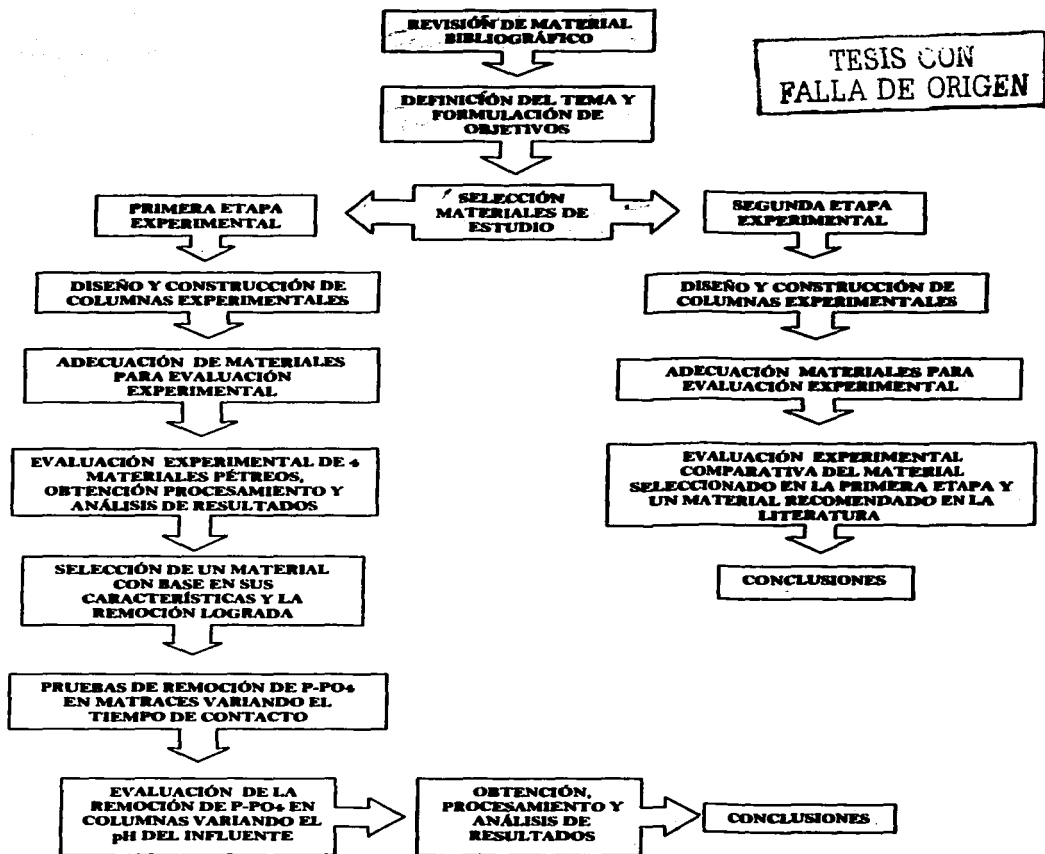 REVISIÓN DE MATERIAL
BIBLIOGRÁFICO
TESIS CON
FALLA DE ORIGEN
DEFINICIÓN DEL TEMA Y
FORMULACIÓN DE
OBJETIVOS
SELECCIÓN
MATERIALES DE
ESTUDIO
PRIMERA ETAPA
EXPERIMENTAL
DISEÑO Y CONSTRUCCIÓN DE
COLUMNAS EXPERIMENTALES
ADECUACIÓN DE MATERIALES
PARA EVALUACIÓN
EXPERIMENTAL
EVALUACIÓN EXPERIMENTAL DE 4
MATERIALES PÉTREOS,
OBTENCIÓN PROCESAMIENTO Y
ANÁLISIS DE RESULTADOS
SELECCIÓN DE UN MATERIAL
CON BASE EN SUS
CARACTERÍSTICAS Y LA
REMOCIÓN LOGRADA
PRUEBAS DE REMOCIÓN DE P-PO4
EN MATRACES VARIANDO EL
TIEMPO DE CONTACTO
EVALUACIÓN DE LA
REMOCIÓN DE P-PO4 EN
COLUMNAS VARIANDO EL
pH DEL INFLUENTE
OBTENCIÓN,
PROCESAMIENTO Y
ANÁLISIS DE
RESULTADOS
CONCLUSIONES
SEGUNDA ETAPA
EXPERIMENTAL
DISEÑO Y CONSTRUCCIÓN DE
COLUMNAS EXPERIMENTALES
ADECUACIÓN MATERIALES PARA
EVALUACIÓN EXPERIMENTAL
EVALUACIÓN EXPERIMENTAL
COMPARATIVA DEL MATERIAL
SELECCIONADO EN LA PRIMERA ETAPA Y
UN MATERIAL RECOMENDADO EN LA
LITERATURA
CONCLUSIONES